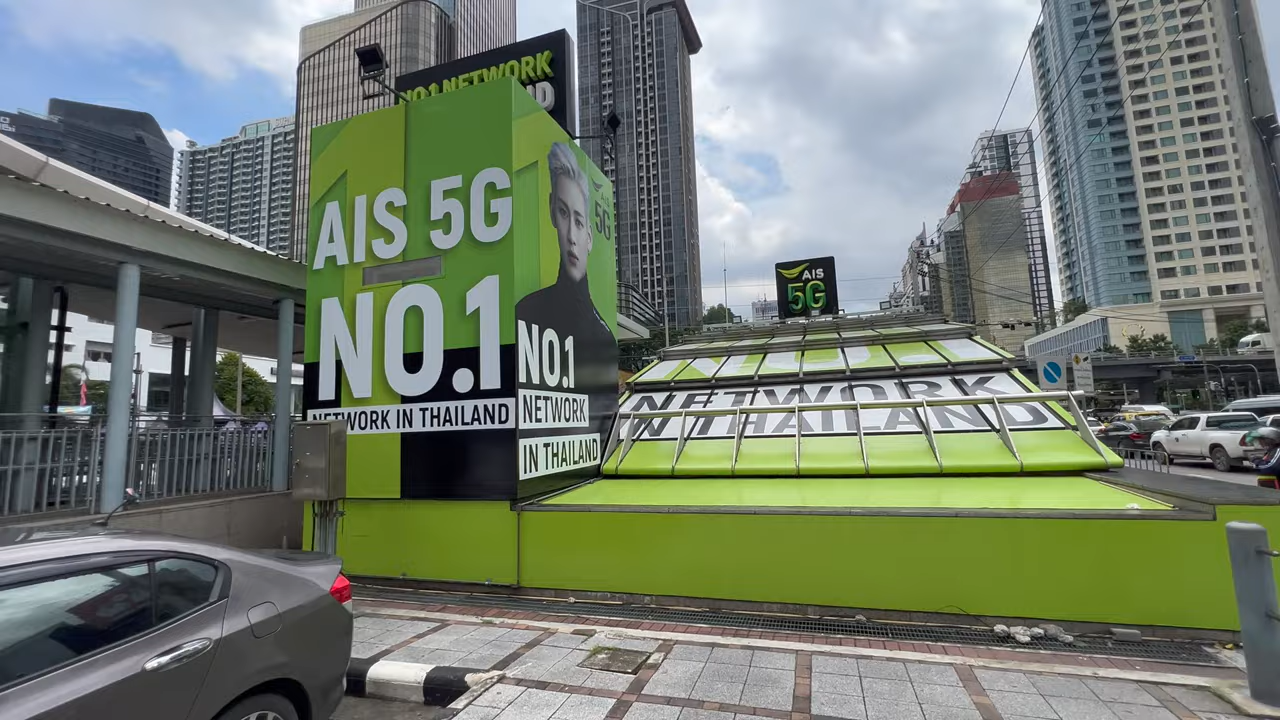 NO.1 NETWORK
AIS 5G
NO.1
NETWORK IN THAILAND
5G
NO.1
NETWORK
IN THAILAND
AIS
5G
NETWORK
IN THAILAND